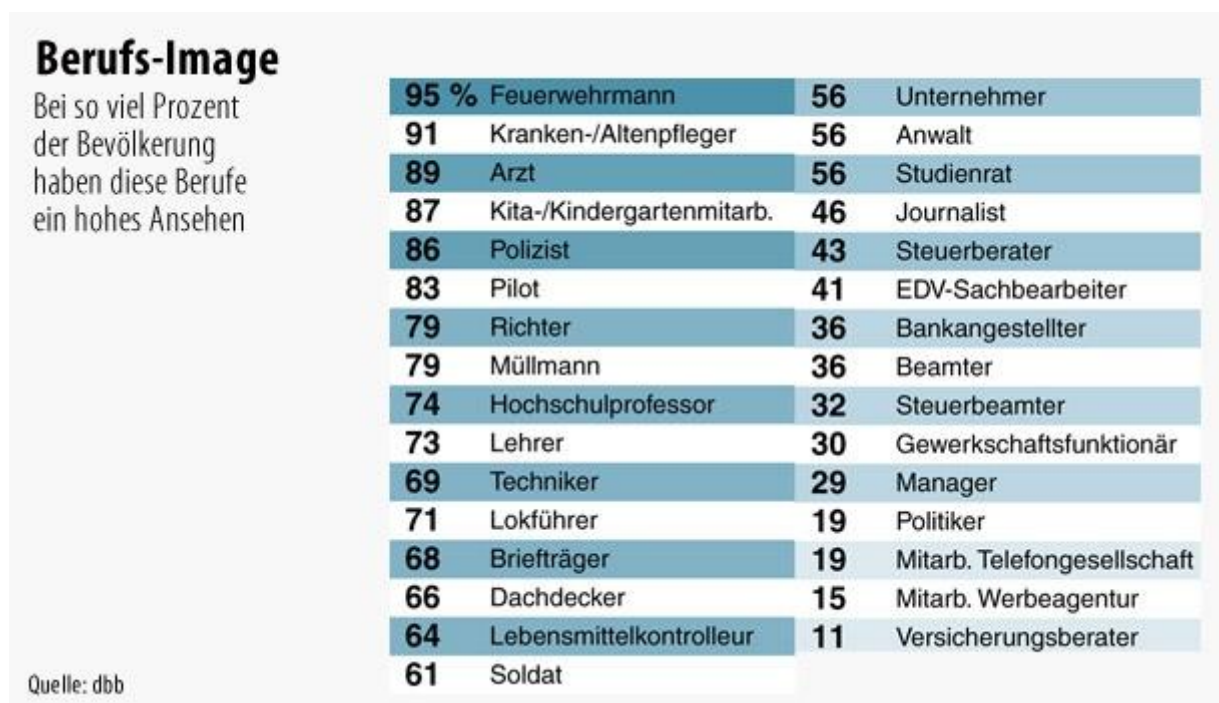 Berufs-Image
Bei so viel Prozent
der Bevölkerung
haben diese Berufe
ein hohes Ansehen
95 % Feuerwehrmann
91 Kranken-/Altenpfleger
89 Arzt
87 Kita-/Kindergartenmitarb.
86 Polizist
83 Pilot
79 Richter
79 Müllmann
74 Hochschulprofessor
73 Lehrer
69 Techniker
71 Lokführer
68 Briefträger
66 Dachdecker
64 Lebensmittelkontrolleur
61 Soldat
56 Unternehmer
56 Anwalt
56 Studienrat
46 Journalist
43 Steuerberater
41 EDV-Sachbearbeiter
36 Bankangestellter
36 Beamter
32 Steuerbeamter
30 Gewerkschaftsfunktionär
29 Manager
19 Politiker
19 Mitarb. Telefongesellschaft
15 Mitarb. Werbeagentur
11 Versicherungsberater
Quelle: dbb